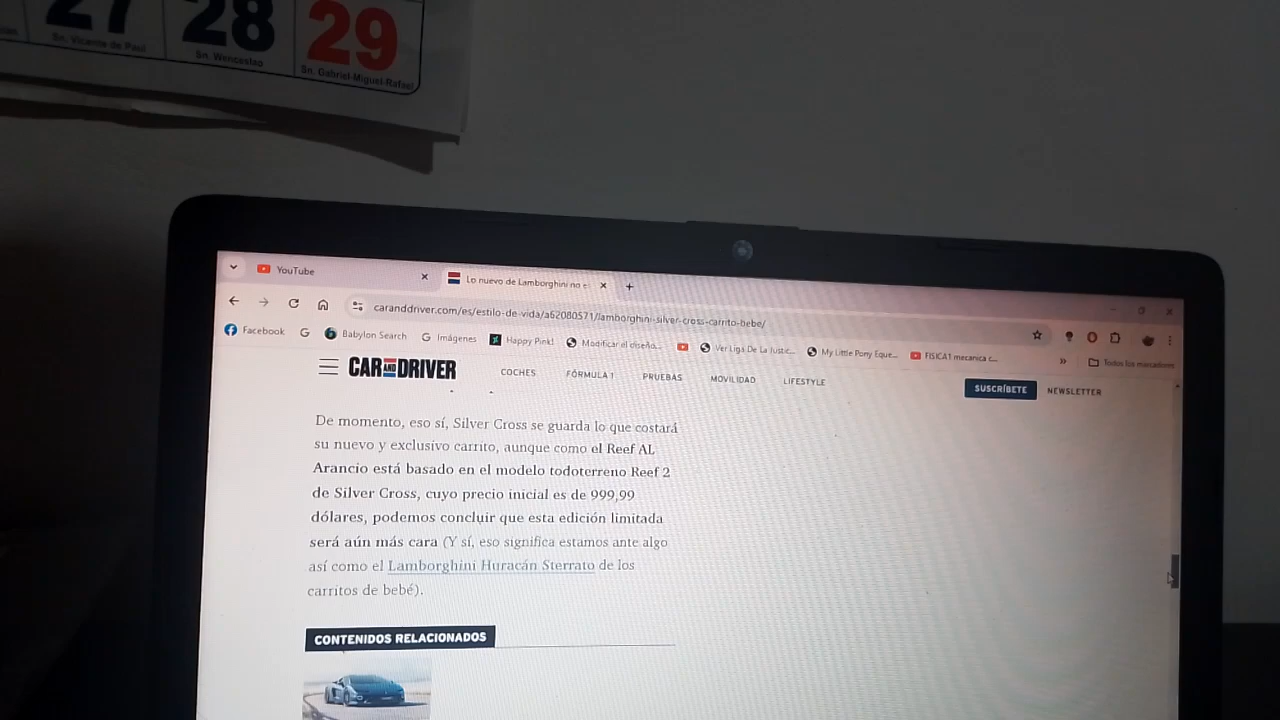 27 28 29
Sn. Vicente de Paul Sn. Wenceslao Sn. Gabriel-Miguel-Rafael
YouTube Lo nuevo de Lamborghini no e
caranddriver.com/es/estilo-de-vida/a62080571/lamborghini-silver-cross-carrito-bebe/
Facebook Babylon Search Imágenes Happy Pink! Modificar el diseño... Ver Liga De La Justic... My Little Pony Eque... FISICA1 mecanica c... » Todos los marcadores
CAR AND DRIVER COCHES FÓRMULA 1 PRUEBAS MOVILIDAD LIFESTYLE SUSCRÍBETE NEWSLETTER
De momento, eso sí, Silver Cross se guarda lo que costará
su nuevo y exclusivo carrito, aunque como el Reef AL
Arancio está basado en el modelo todoterreno Reef 2
de Silver Cross, cuyo precio inicial es de 999,99
dólares, podemos concluir que esta edición limitada
será aún más cara (Y sí, eso significa estamos ante algo
así como el Lamborghini Huracán Sterrato de los
carritos de bebé).
CONTENIDOS RELACIONADOS